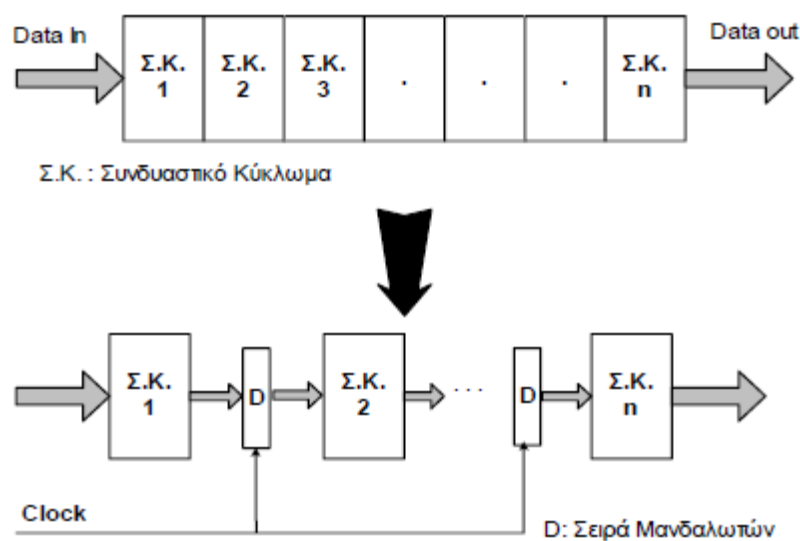 Data In
Data out
Σ.Κ. Σ.Κ. Σ.Κ. Σ.Κ.
1 2 3 . . . n
Σ.Κ. : Συνδυαστικό Κύκλωμα
Σ.Κ. Σ.Κ. Σ.Κ.
1 D 2 . . . D n
Clock
D: Σειρά Μανδαλωτών